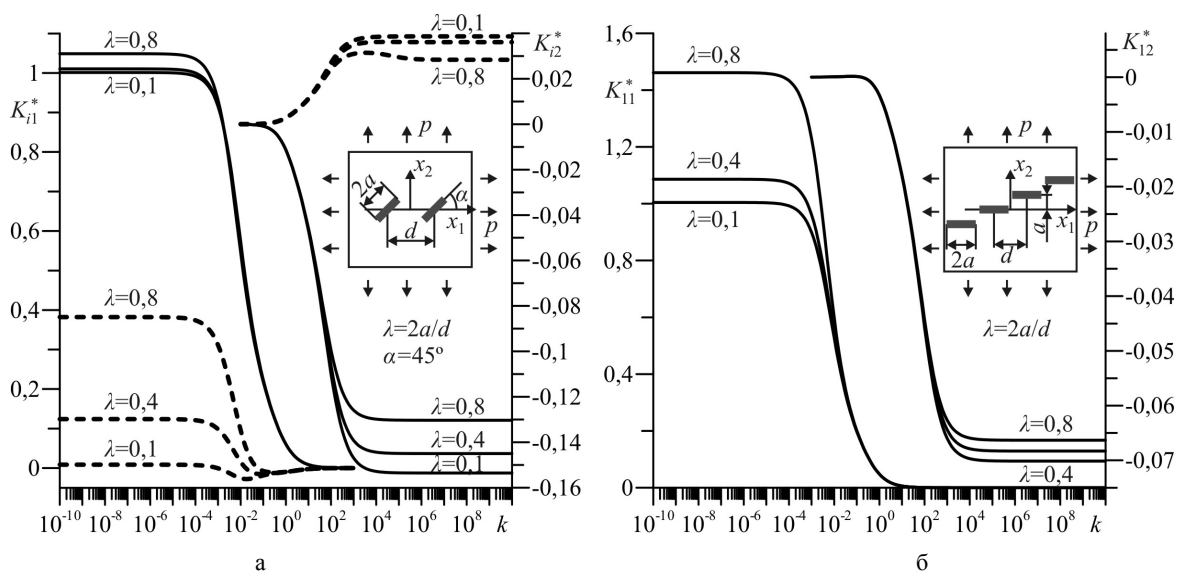 λ=0,1
λ=0,8
K*i2
1
λ=0,1
λ=0,8
0,02
K*i1
p
0
0,8
x2
-0,02
2a
α
0,6
x1
-0,04
d
p
-0,06
λ=0,8
0,4
λ=2a/d
-0,08
α=45º
-0,1
0,2
λ=0,4
λ=0,8
-0,12
λ=0,1
λ=0,4
-0,14
0
λ=0,1
-0,16
10-10 10-8 10-6 10-4 10-2 100 102 104 106 108 k
а
1,6
K*12
λ=0,8
0
K*11
p
-0,01
1,2
x2
λ=0,4
-0,02
x1
λ=0,1
a
p
-0,03
0,8
2a
d
-0,04
λ=2a/d
-0,05
0,4
-0,06
λ=0,8
λ=0,4
-0,07
0
10-10 10-8 10-6 10-4 10-2 100 102 104 106 108 k
б